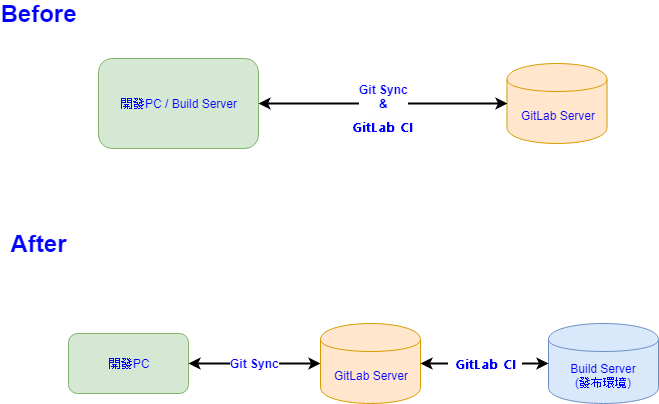 Before
開發PC / Build Server
Git Sync
&
GitLab CI
GitLab Server
After
開發PC
Git Sync
GitLab Server
GitLab CI
Build Server
(發布環境)